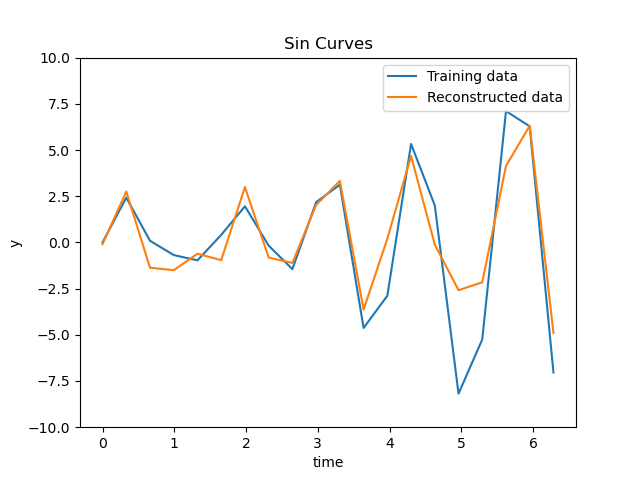 Sin Curves
Training data
Reconstructed data
y
10.0
7.5
5.0
2.5
0.0
−2.5
−5.0
−7.5
−10.0
0 1 2 3 4 5 6
time